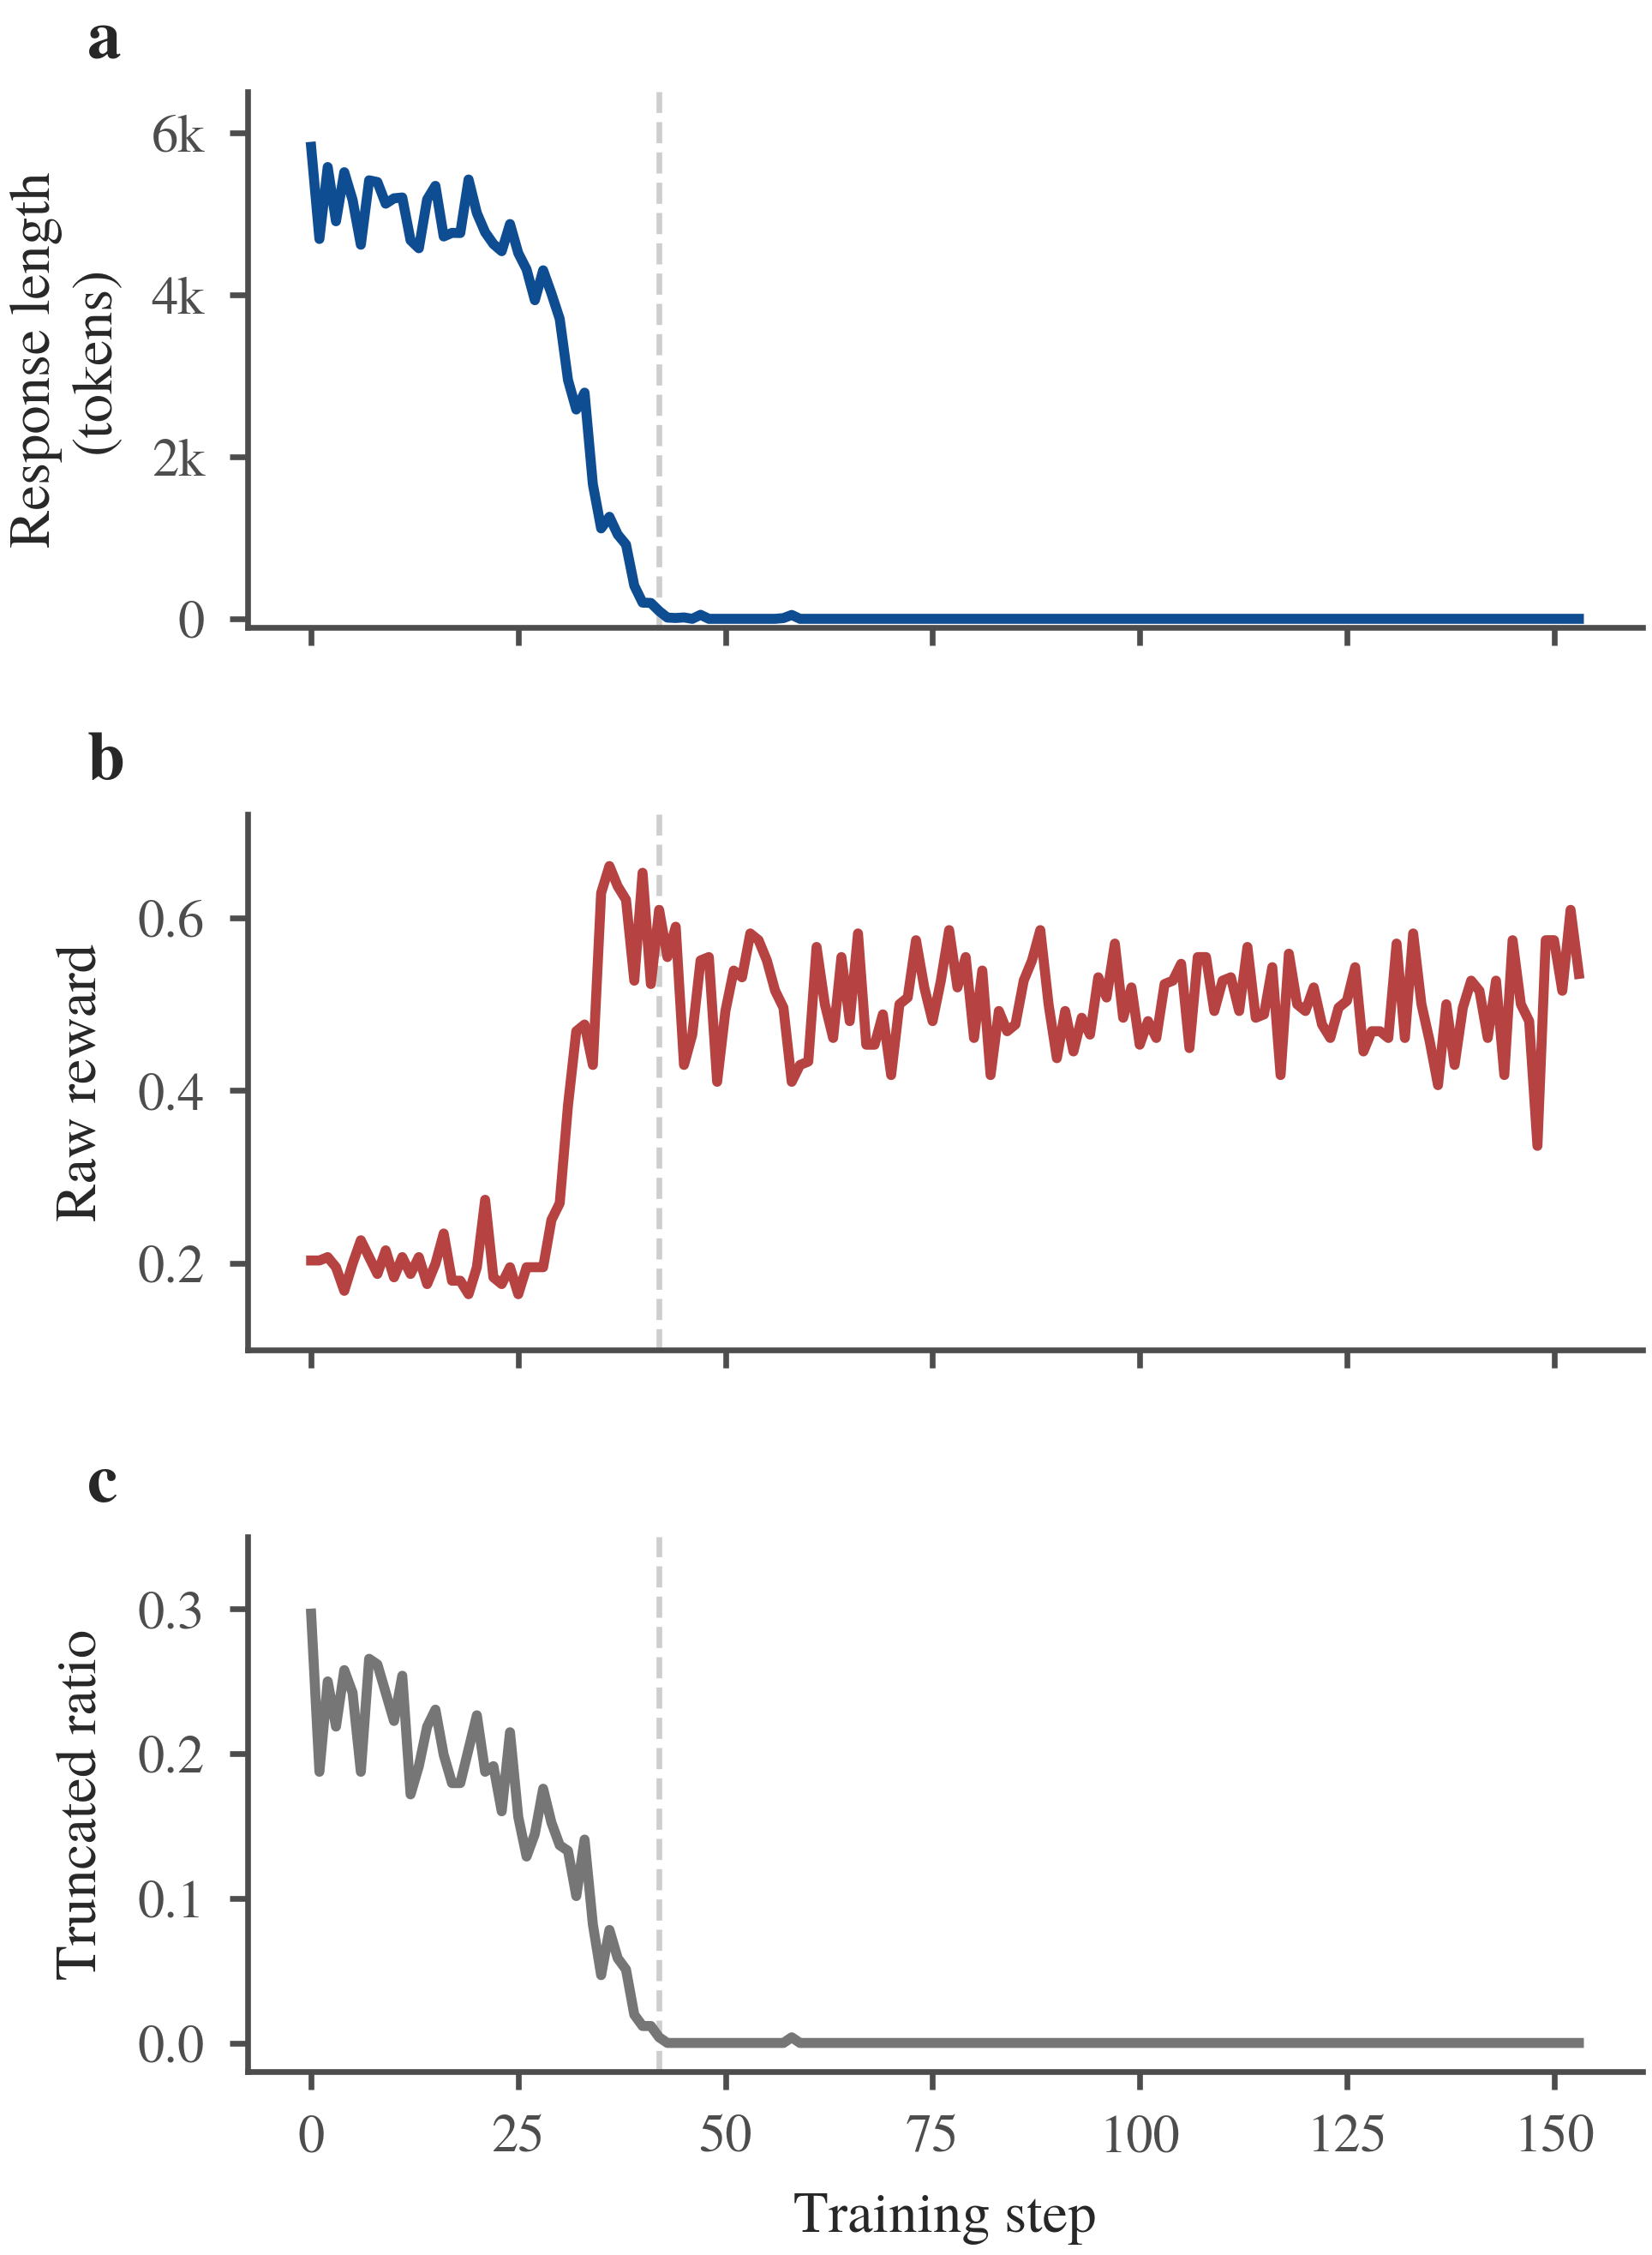 a
Response length
(tokens)
6k
4k
2k
0
b
Raw reward
0.6
0.4
0.2
c
Truncated ratio
0.3
0.2
0.1
0.0
0 25 50 75 100 125 150
Training step